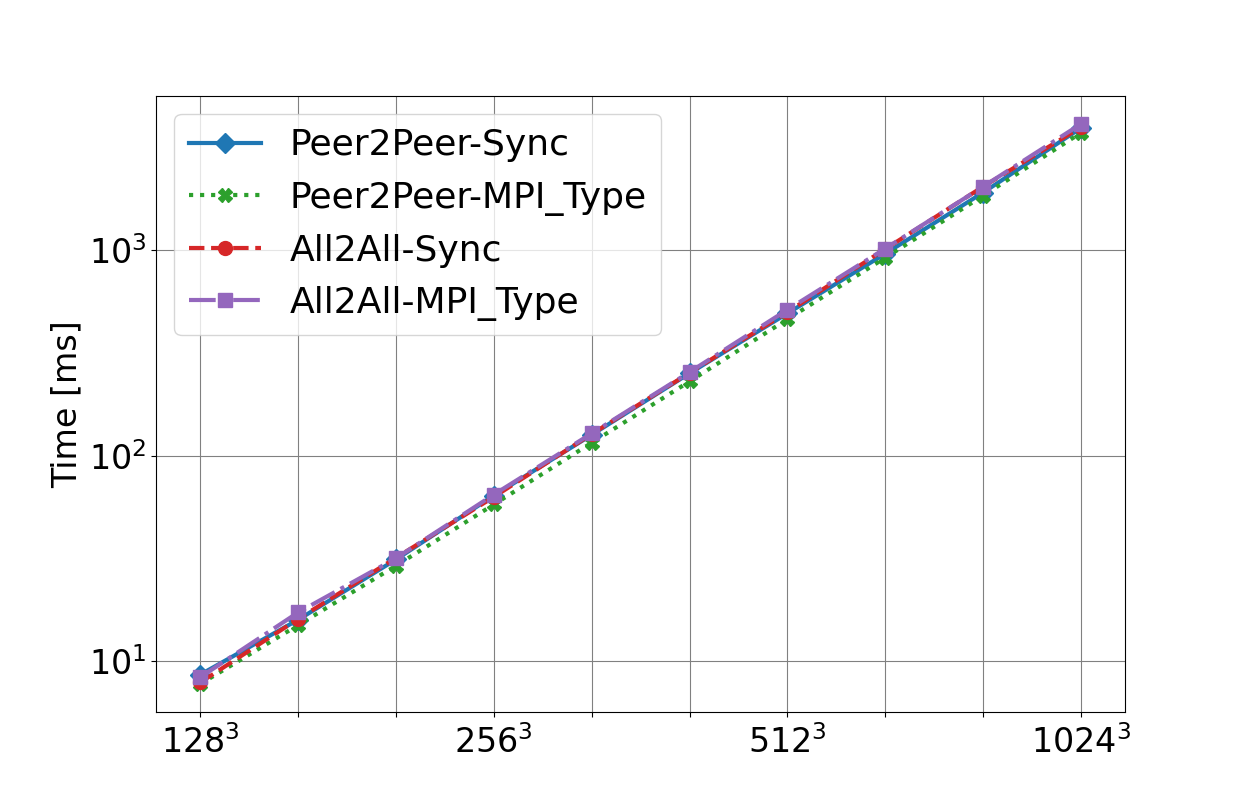 Peer2Peer-Sync
Peer2Peer-MPI_Type
All2All-Sync
All2All-MPI_Type
Time [ms]
10³
10²
10¹
128³ 256³ 512³ 1024³